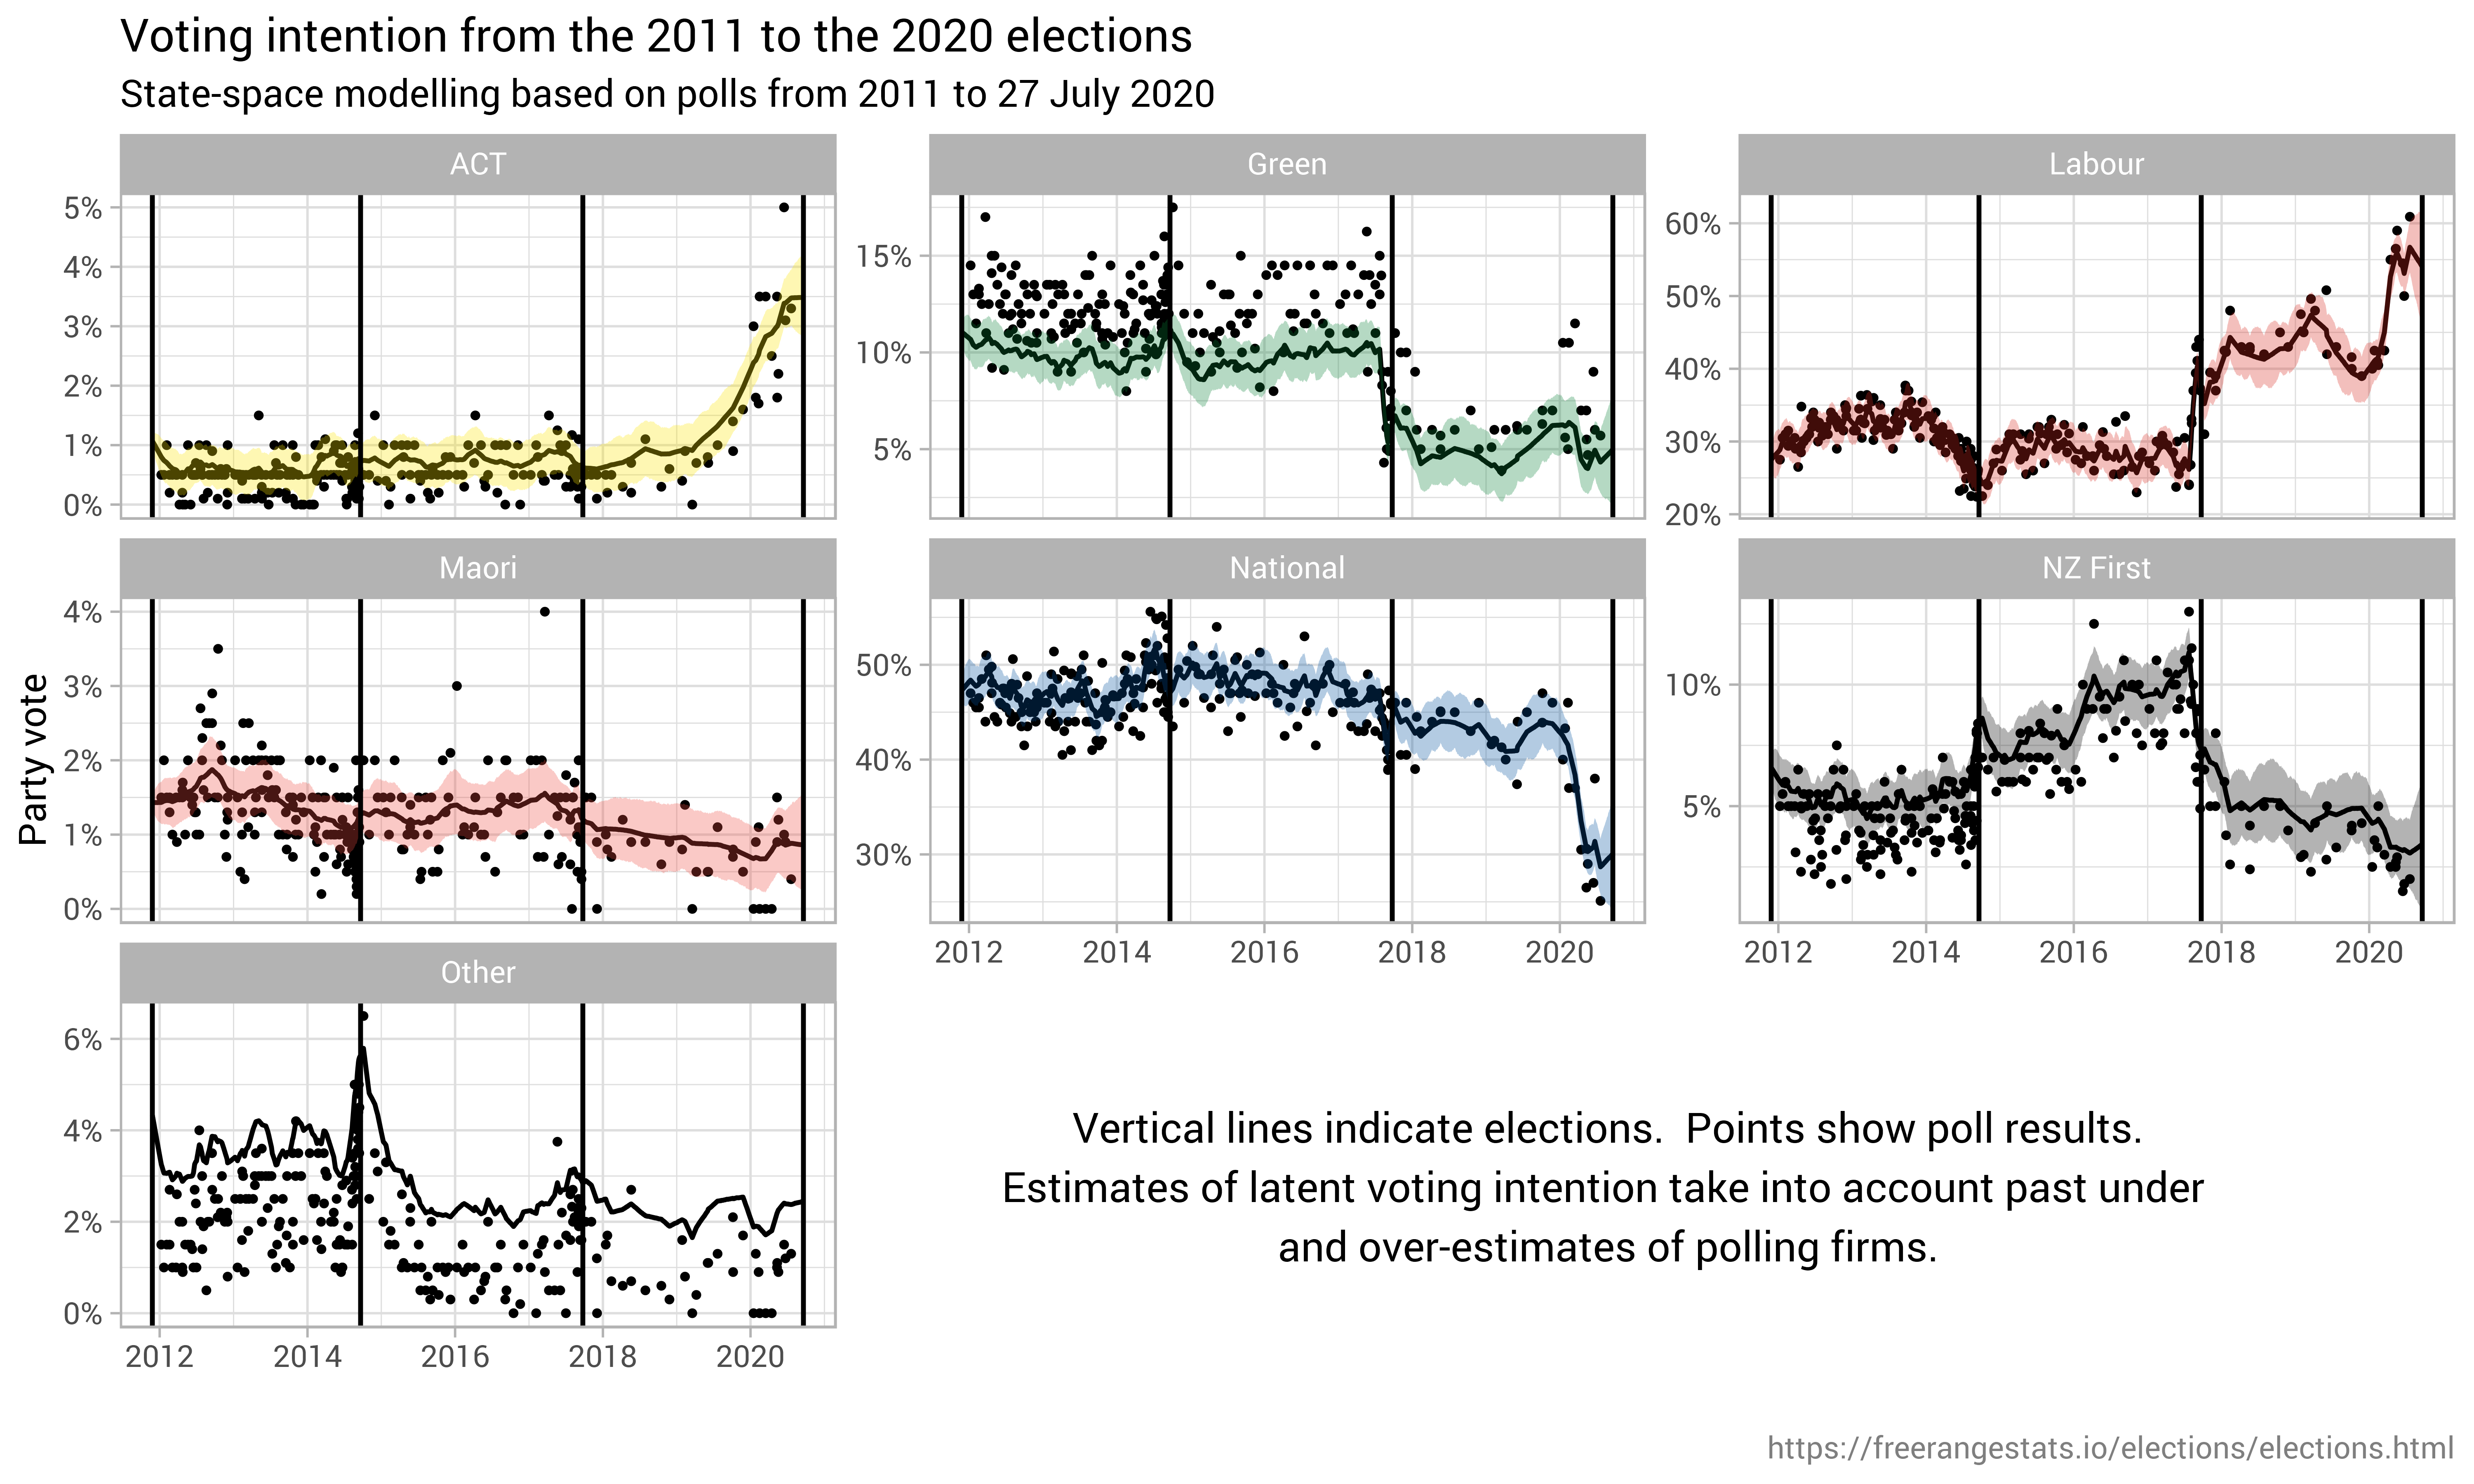 Voting intention from the 2011 to the 2020 elections
State-space modelling based on polls from 2011 to 27 July 2020
ACT
Green
Labour
5%
4%
3%
2%
1%
0%
15%
10%
5%
60%
50%
40%
30%
20%
Maori
National
NZ First
Party vote
4%
3%
2%
1%
0%
50%
40%
30%
10%
5%
2012 2014 2016 2018 2020
2012 2014 2016 2018 2020
Other
6%
4%
2%
0%
2012 2014 2016 2018 2020
Vertical lines indicate elections.  Points show poll results.
Estimates of latent voting intention take into account past under
and over-estimates of polling firms.
https://freerangestats.io/elections/elections.html